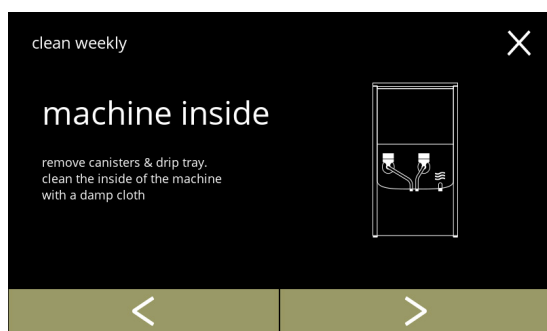 clean weekly
machine inside
remove canisters & drip tray.
clean the inside of the machine
with a damp cloth